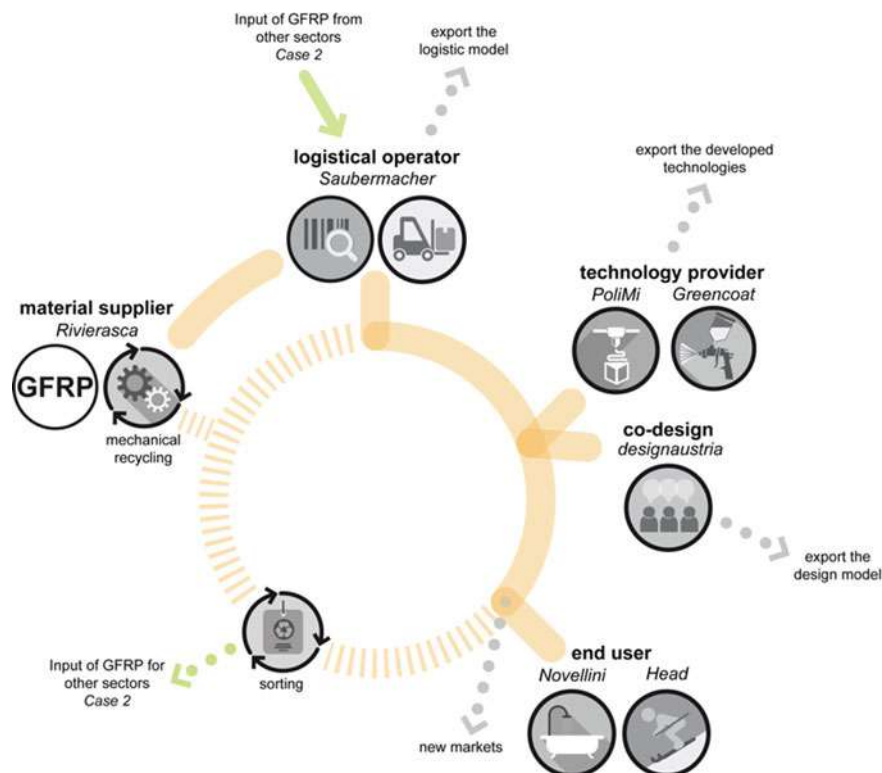 Input of GFRP from
other sectors
Case 2
export the
logistic model
logistical operator
Saubermacher
export the developed
technologies
technology provider
PoliMi
Greencoat
material supplier
Rivierasca
GFRP
mechanical
recycling
co-design
designaustria
export the
design model
Input of GFRP for
other sectors
Case 2
sorting
end user
Novellini
Head
new markets